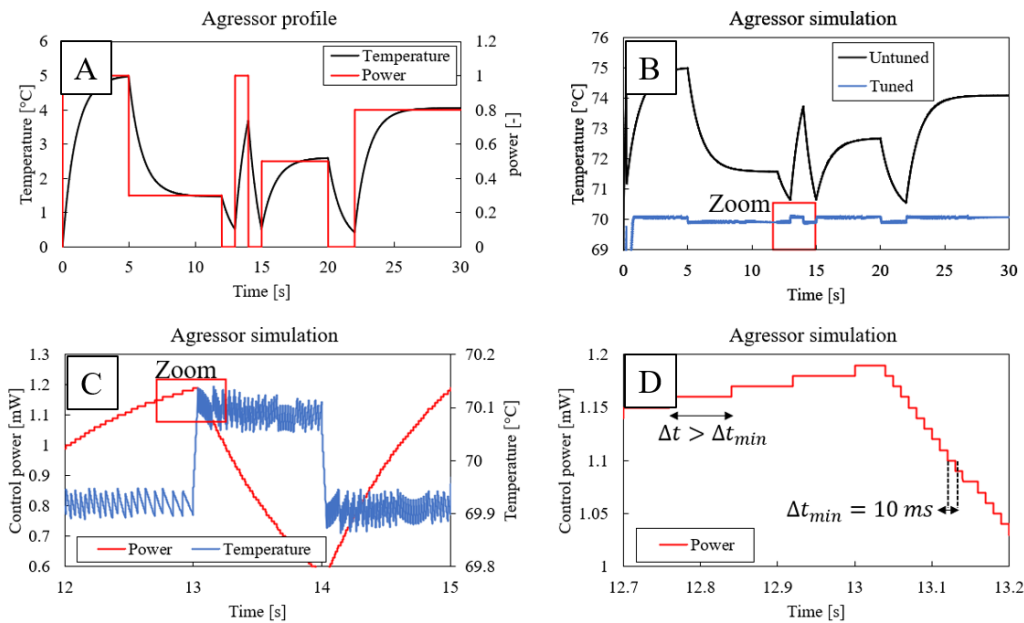 Agressor profile
A
Temperature
Power
Temperature [°C]
6
5
4
3
2
1
0
1.2
1
0.8
0.6
0.4
0.2
0
power [-]
0 5 10 15 20 25 30
Time [s]
Agressor simulation
B
Untuned
Tuned
Temperature [°C]
76
75
74
73
72
71
70
69
Zoom
0 5 10 15 20 25 30
Time [s]
Agressor simulation
C
Zoom
Control power [mW]
1.3
1.2
1.1
1
0.9
0.8
0.7
0.6
70.2
70.1
70
69.9
69.8
Temperature [°C]
Power Temperature
12 13 14 15
Time [s]
Agressor simulation
D
Control power [mW]
1.2
1.15
1.1
1.05
1
Δt > Δtmin
Δtmin = 10 ms
Power
12.7 12.8 12.9 13 13.1 13.2
Time [s]